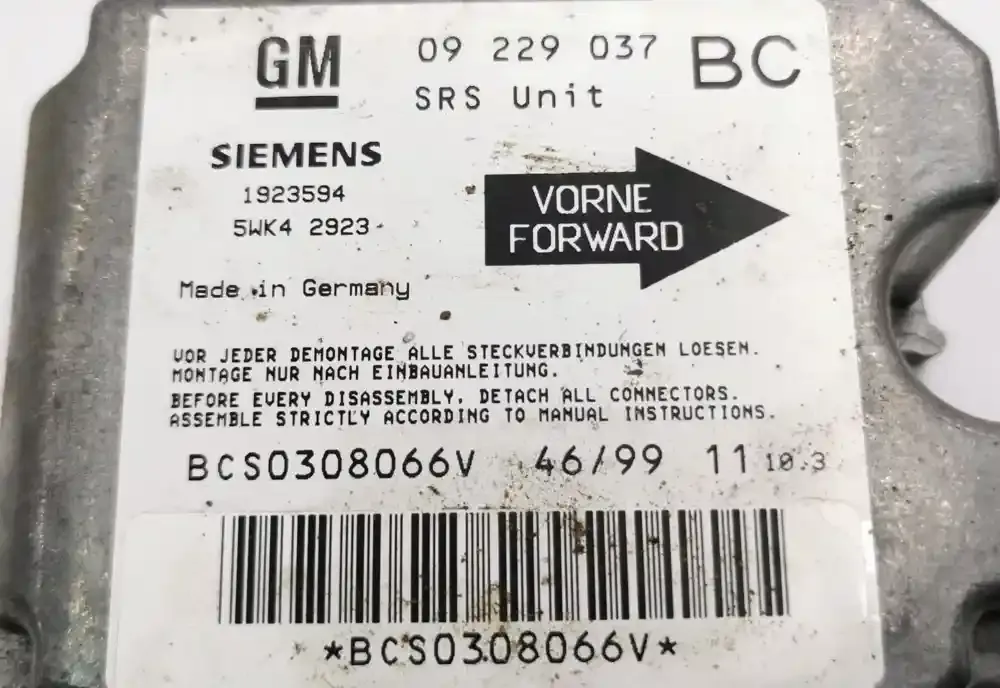 GM 09 229 037 BC
SRS Unit
SIEMENS
1923594
5WK4 2923
VORNE
FORWARD
Made in Germany
VOR JEDER DEMONTAGE ALLE STECKVERBINDUNGEN LOESEN.
MONTAGE NUR NACH EINBAUANLEITUNG.
BEFORE EVERY DISASSEMBLY, DETACH ALL CONNECTORS.
ASSEMBLE STRICTLY ACCORDING TO MANUAL INSTRUCTIONS.
BCS0308066V 46/99 11 10.3
*BCS0308066V*